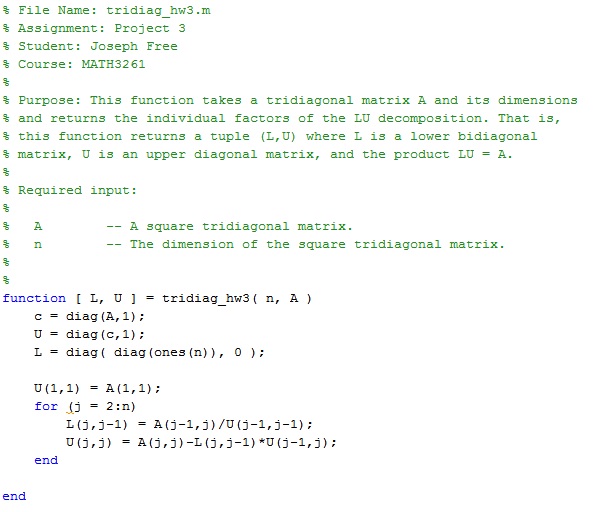 % File Name: tridiag_hw3.m
% Assignment: Project 3
% Student: Joseph Free
% Course: MATH3261
%
% Purpose: This function takes a tridiagonal matrix A and its dimensions
% and returns the individual factors of the LU decomposition. That is,
% this function returns a tuple (L,U) where L is a lower bidiagonal
% matrix, U is an upper diagonal matrix, and the product LU = A.
%
% Required input:
%
%   A        -- A square tridiagonal matrix.
%   n        -- The dimension of the square tridiagonal matrix.
%
%
function [ L, U ] = tridiag_hw3( n, A )
    c = diag(A,1);
    U = diag(c,1);
    L = diag( diag(ones(n)), 0 );
    U(1,1) = A(1,1);
    for (j = 2:n)
        L(j,j-1) = A(j-1,j)/U(j-1,j-1);
        U(j,j) = A(j,j)-L(j,j-1)*U(j-1,j);
    end
end